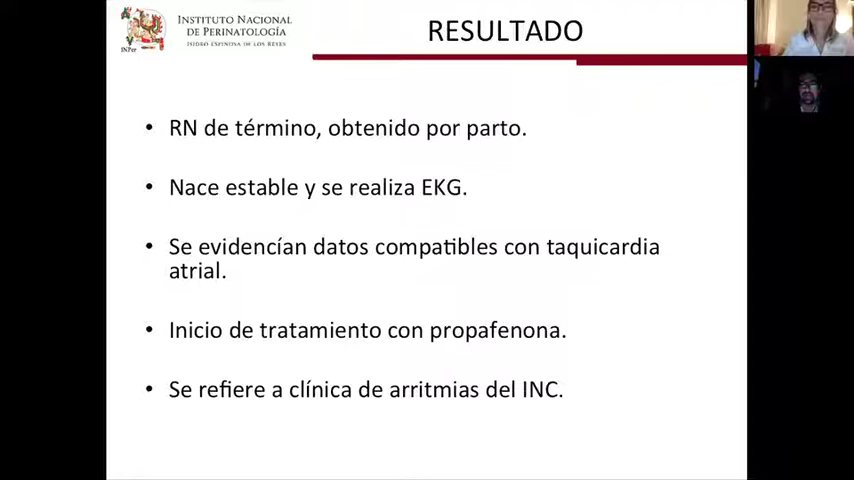 INSTITUTO NACIONAL
DE PERINATOLOGÍA
ISIDRO ESPINOSA DE LOS REYES
INPer
RESULTADO
• RN de término, obtenido por parto.
• Nace estable y se realiza EKG.
• Se evidencían datos compatibles con taquicardia
atrial.
• Inicio de tratamiento con propafenona.
• Se refiere a clínica de arritmias del INC.